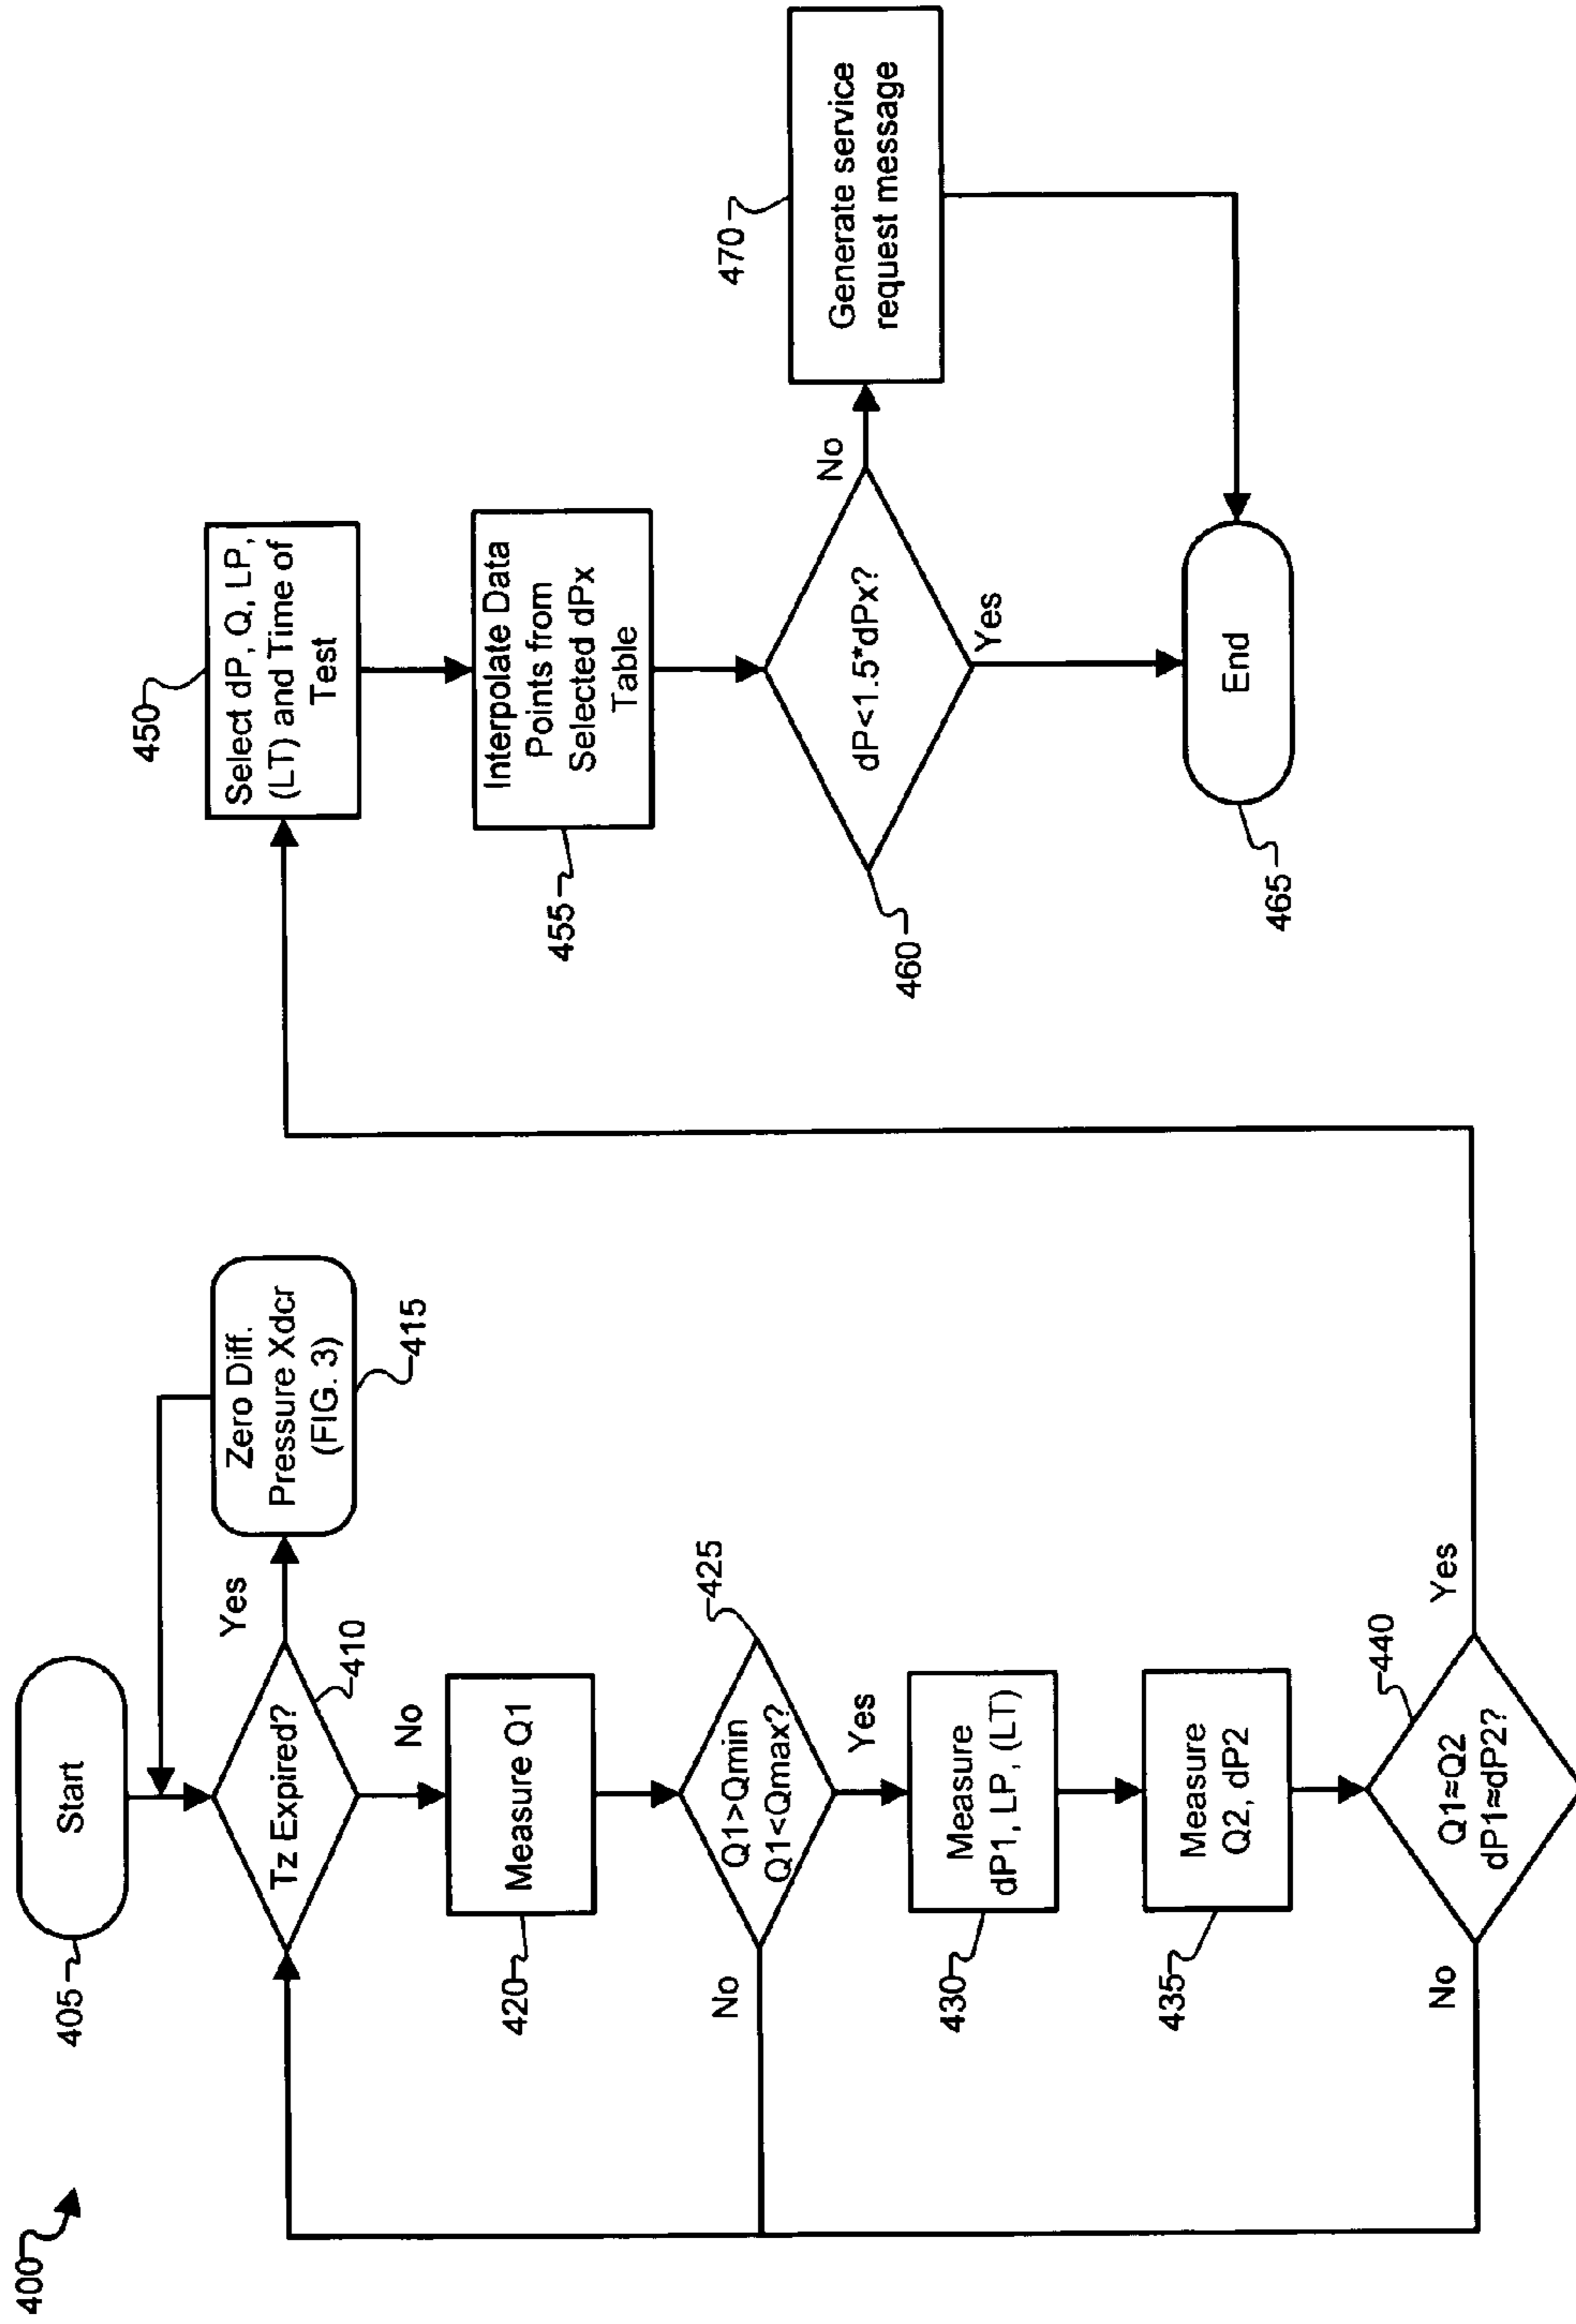 400
405
Start
Tz Expired?
410
Yes
No
Zero Diff.
Pressure Xdcr
(FIG. 3)
415
420
Measure Q1
Q1>Qmin
Q1<Qmax?
425
No
Yes
430
Measure
dP1, LP, (LT)
435
Measure
Q2, dP2
440
Q1≈Q2
dP1≈dP2?
No
Yes
450
Select dP, Q, LP,
(LT) and Time of
Test
455
Interpolate Data
Points from
Selected dPx
Table
460
dP<1.5*dPx?
No
Yes
470
Generate service
request message
465
End